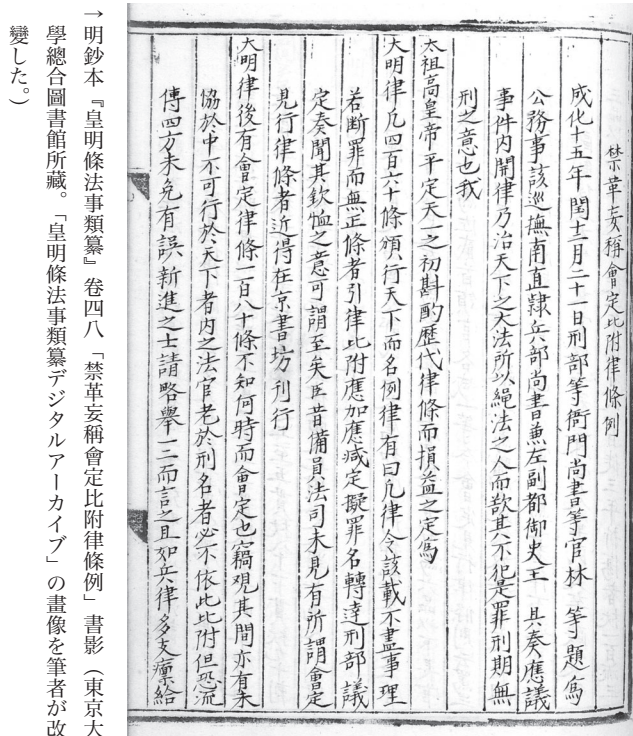 禁革妄稱會定比附律條例
成化十五年閏十月二十一日刑部等衙門尚書等官林　等題爲
公務事該巡撫南直隸兵部尚書兼左副都御史王　具奏應議
事件内開律乃治天下之大法所以繩法之人而欲其不犯是罪刑期無
刑之意也我
太祖高皇帝平定天下之初斟酌歷代律條而損益之定爲
大明律凡四百六十條頒行天下而名例律有曰凡律令該載不盡事理
若斷罪而無正條者引律比附應加應減定擬罪名轉達刑部議
定奏聞其欽恤之意可謂至矣臣昔備員法司未見有所謂會定
見行律條者近得在京書坊刊行
大明律後有會定律條一百八十條不知何時而會定也竊观其間亦有未
協於中不可行於天下者内之法官老於刑名者必不依此比附但恐流
傳四方未免有誤新進之士請略舉一二而言之且如兵律多支廪給
→明鈔本『皇明條法事類纂』卷四八「禁革妄稱會定比附律條例」書影（東京大
學總合圖書館所藏。「皇明條法事類纂デジタルアーカイブ」の畫像を筆者が改
變した。）